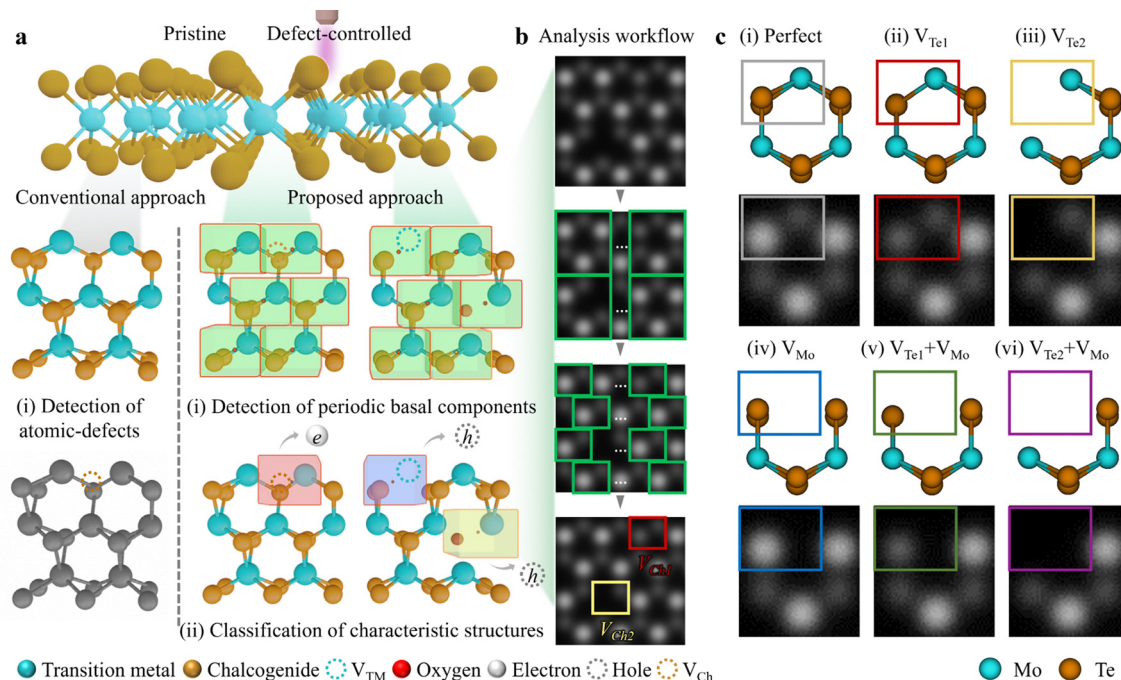 a
Pristine
Defect-controlled
Conventional approach
Proposed approach
(i) Detection of
atomic-defects
(i) Detection of periodic basal components
e
h
h
(ii) Classification of characteristic structures
Transition metal
Chalcogenide
V_TM
Oxygen
Electron
Hole
V_Ch
b
Analysis workflow
...
...
...
...
V_Ch1
V_Ch2
c
(i) Perfect
(ii) V_Te1
(iii) V_Te2
(iv) V_Mo
(v) V_Te1+V_Mo
(vi) V_Te2+V_Mo
Mo
Te